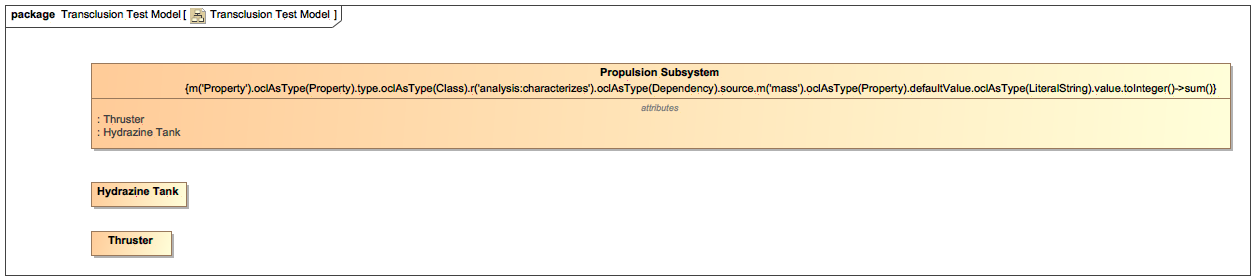 package Transclusion Test Model [ Transclusion Test Model ]
Propulsion Subsystem
{m('Property').oclAsType(Property).type.oclAsType(Class).r('analysis:characterizes').oclAsType(Dependency).source.m('mass').oclAsType(Property).defaultValue.oclAsType(LiteralString).value.toInteger()->sum()}
attributes
: Thruster
: Hydrazine Tank
Hydrazine Tank
Thruster